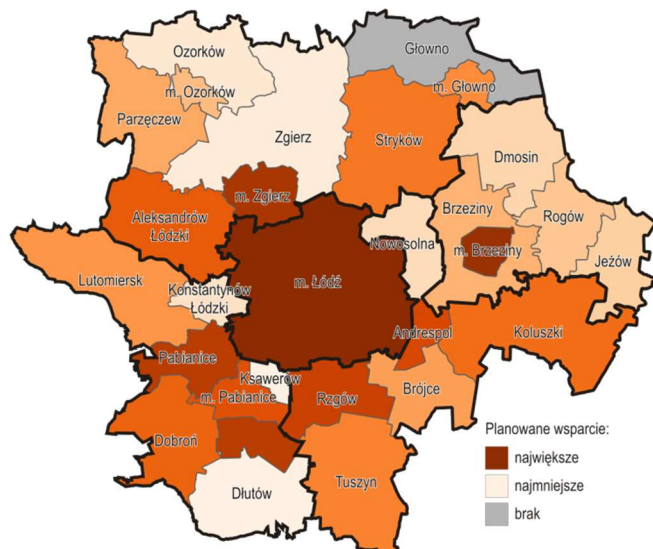 Ozorków
Głowno
m. Ozorków
m. Głowno
Parzęczew
Zgierz
Stryków
Dmosin
m. Zgierz
Aleksandrów
Łódzki
Brzeziny
Rogów
Nowosolna
m. Brzeziny
Jeżów
Lutomiersk
m. Łódź
Konstantynów
Łódzki
Andrespol
Koluszki
Pabianice
Ksawerów
m. Pabianice
Rzgów
Brójce
Dobroń
Planowane wsparcie:
największe
Tuszyn
najmniejsze
Dłutów
brak